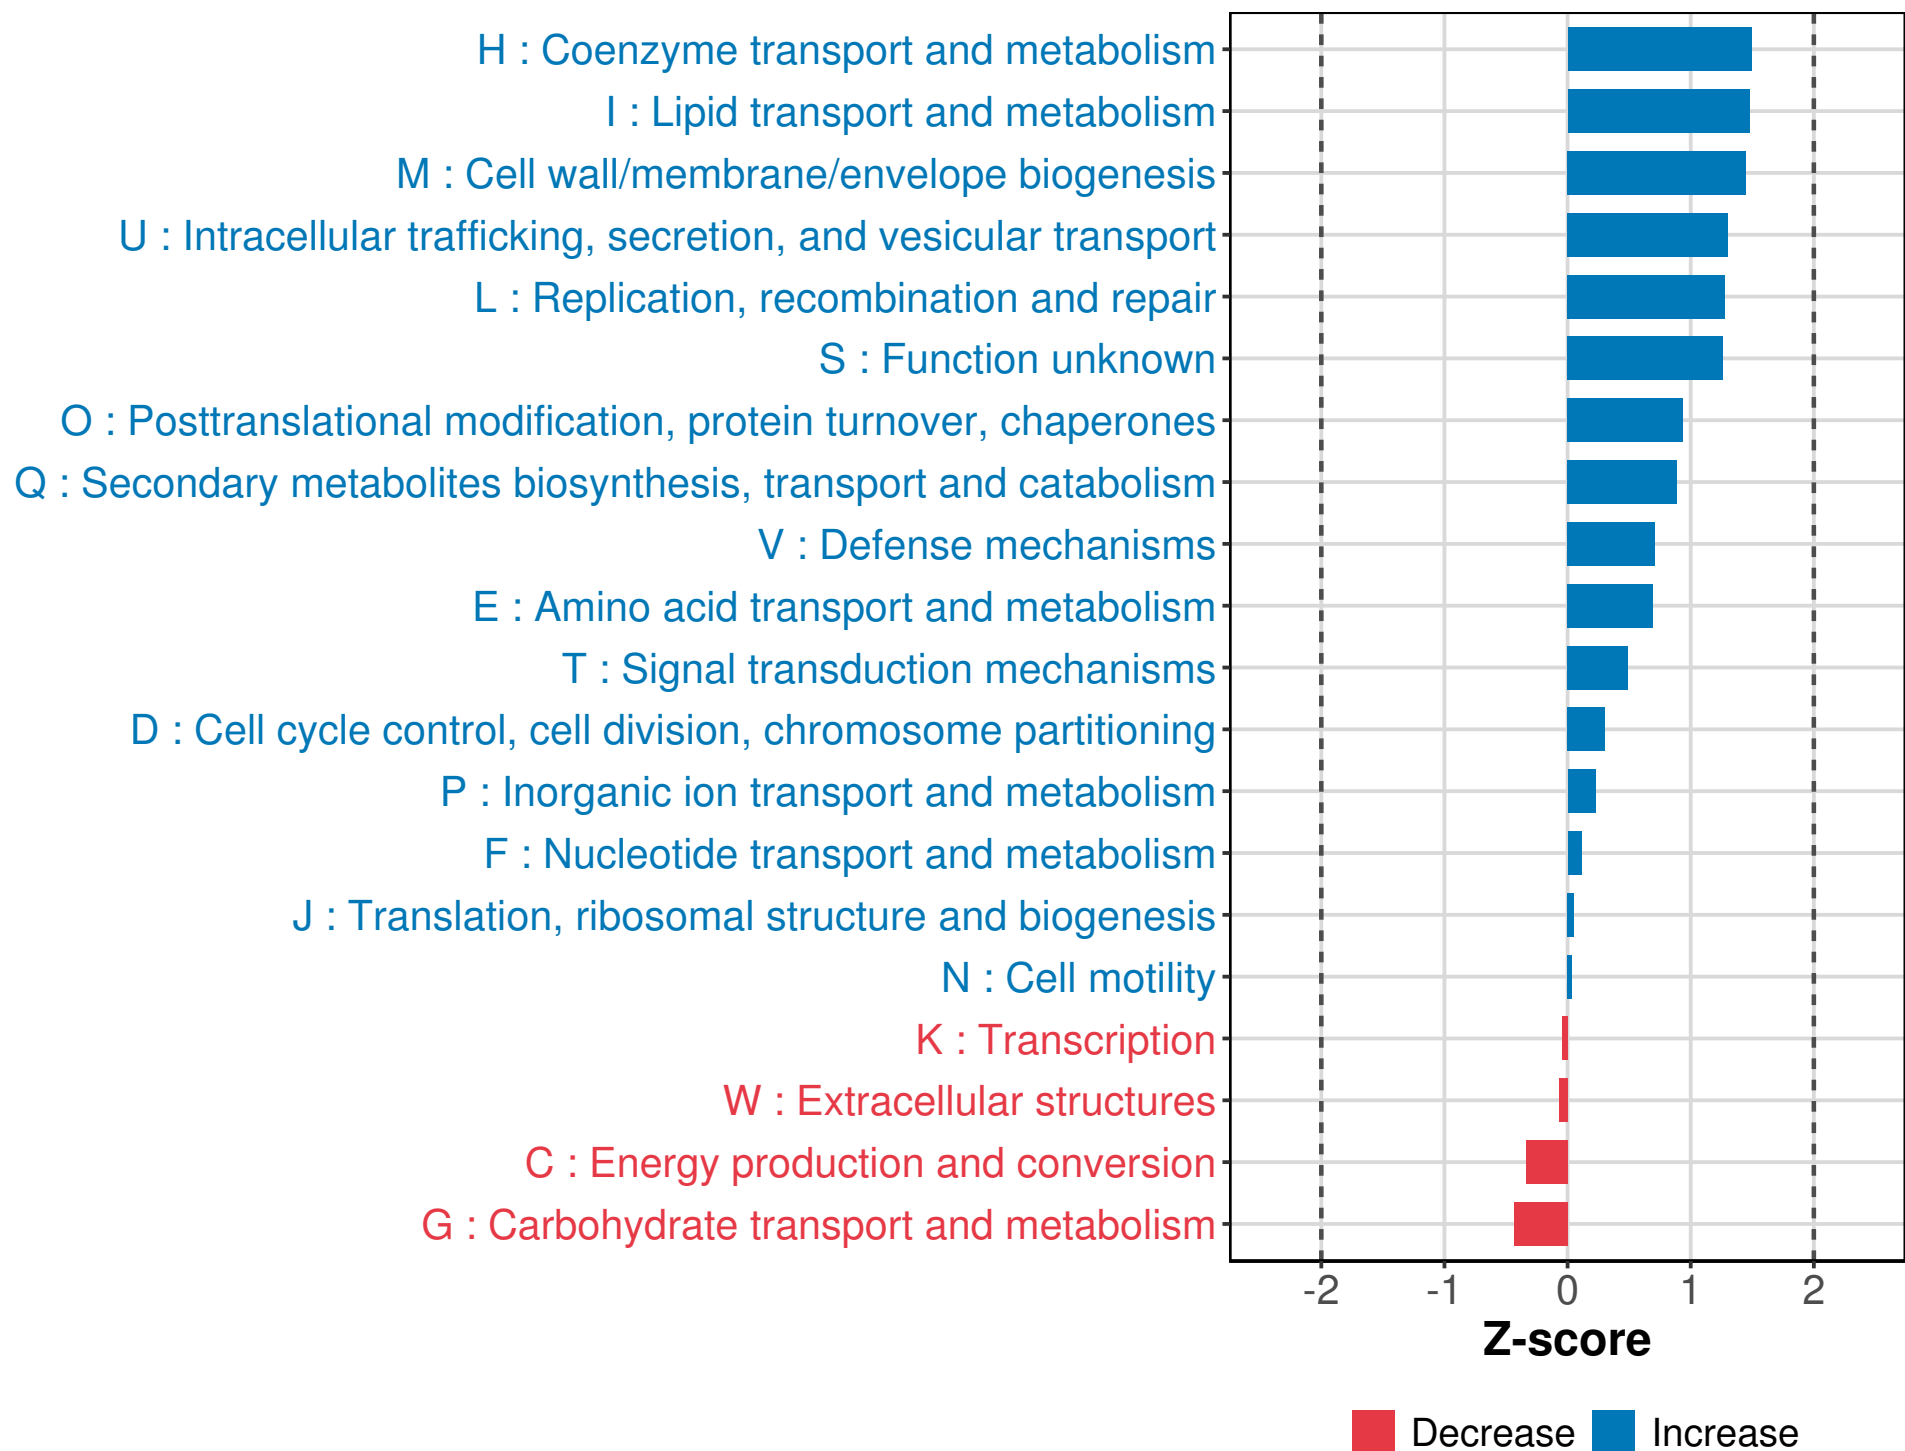 H : Coenzyme transport and metabolism
I : Lipid transport and metabolism
M : Cell wall/membrane/envelope biogenesis
U : Intracellular trafficking, secretion, and vesicular transport
L : Replication, recombination and repair
S : Function unknown
O : Posttranslational modification, protein turnover, chaperones
Q : Secondary metabolites biosynthesis, transport and catabolism
V : Defense mechanisms
E : Amino acid transport and metabolism
T : Signal transduction mechanisms
D : Cell cycle control, cell division, chromosome partitioning
P : Inorganic ion transport and metabolism
F : Nucleotide transport and metabolism
J : Translation, ribosomal structure and biogenesis
N : Cell motility
K : Transcription
W : Extracellular structures
C : Energy production and conversion
G : Carbohydrate transport and metabolism
-2 -1 0 1 2
Z-score
Decrease Increase